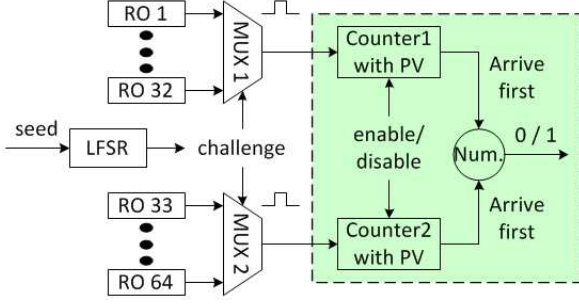 RO 1
RO 32
MUX 1
Counter1
with PV
Arrive
first
seed
LFSR
challenge
enable/
disable
Num.
0 / 1
RO 33
RO 64
MUX 2
Counter2
with PV
Arrive
first